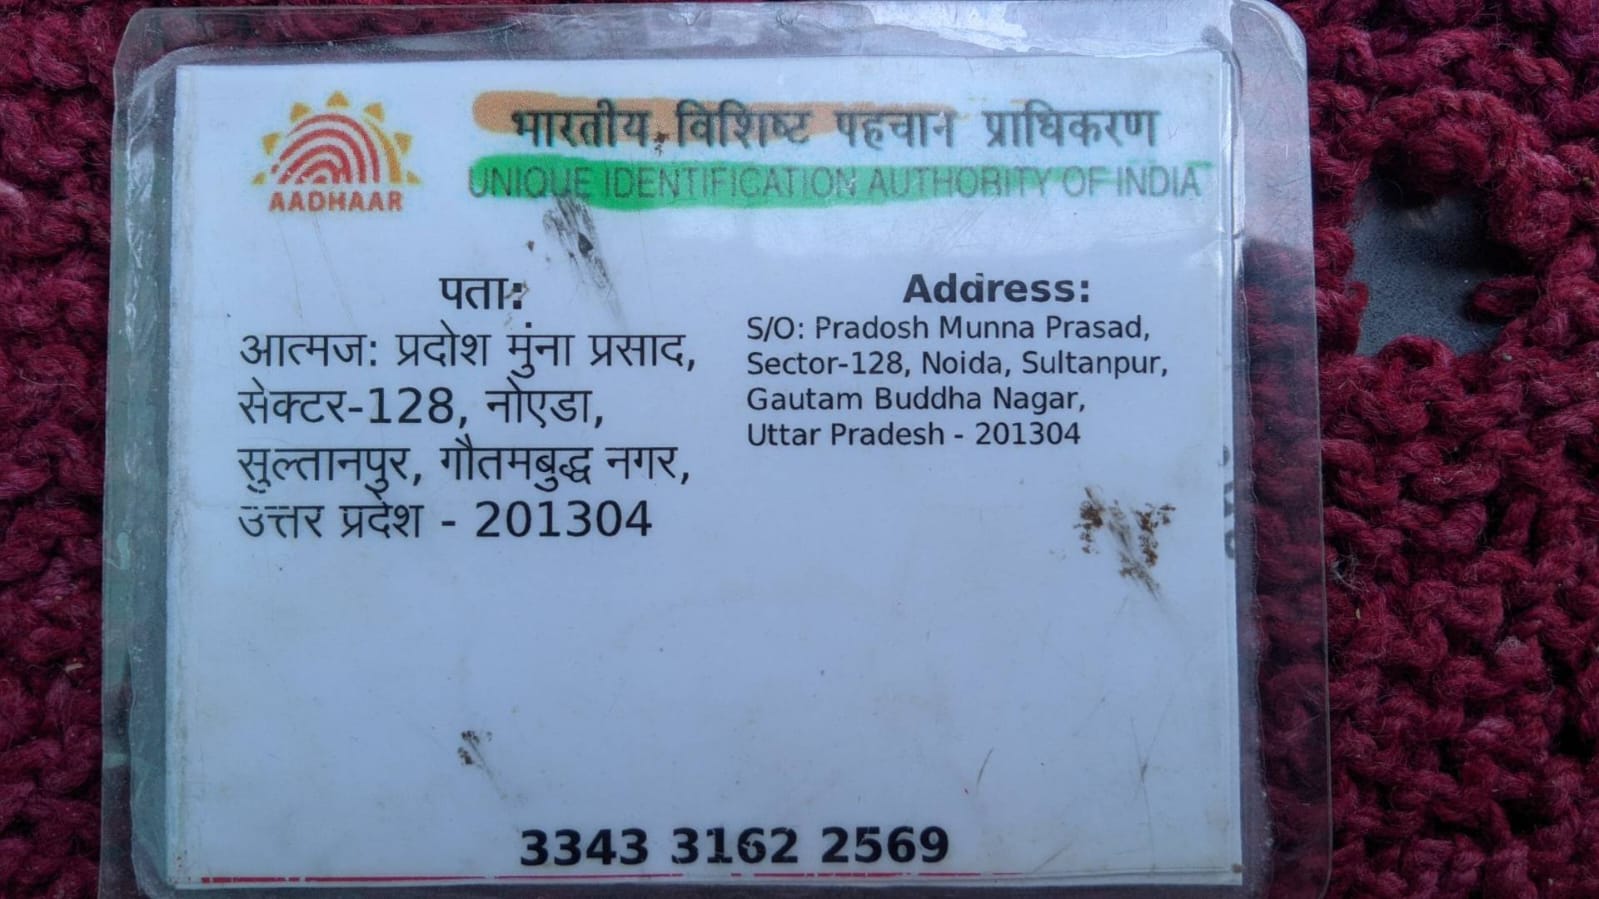 AADHAAR
भारतीय विशिष्ट पहचान प्राधिकरण
UNIQUE IDENTIFICATION AUTHORITY OF INDIA
पता:
आत्मज: प्रदोश मुंना प्रसाद,
सेक्टर-128, नोएडा,
सुल्तानपुर, गौतमबुद्ध नगर,
उत्तर प्रदेश - 201304
Address:
S/O: Pradosh Munna Prasad,
Sector-128, Noida, Sultanpur,
Gautam Buddha Nagar,
Uttar Pradesh - 201304
3343 3162 2569